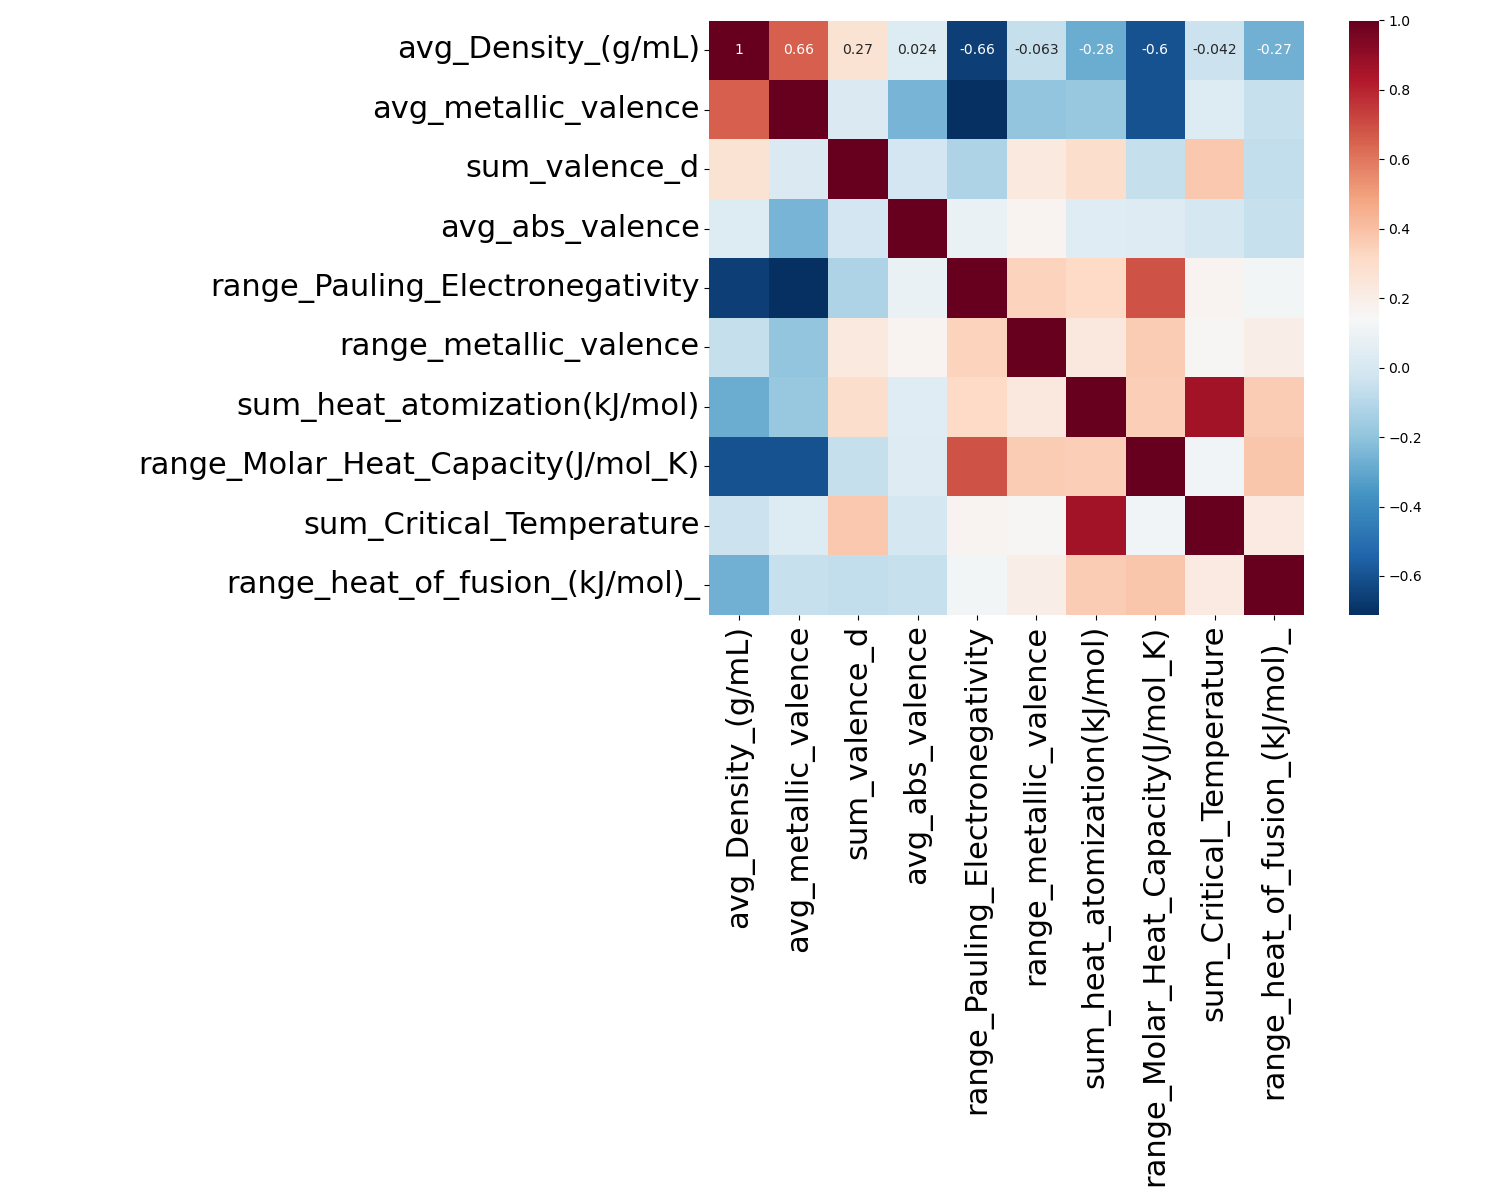 avg_Density_(g/mL)
1 0.66 0.27 0.024 -0.66 -0.063 -0.28 -0.6 -0.042 -0.27
avg_metallic_valence
sum_valence_d
avg_abs_valence
range_Pauling_Electronegativity
range_metallic_valence
sum_heat_atomization(kJ/mol)
range_Molar_Heat_Capacity(J/mol_K)
sum_Critical_Temperature
range_heat_of_fusion_(kJ/mol)_
avg_Density_(g/mL)
avg_metallic_valence
sum_valence_d
avg_abs_valence
range_Pauling_Electronegativity
range_metallic_valence
sum_heat_atomization(kJ/mol)
range_Molar_Heat_Capacity(J/mol_K)
sum_Critical_Temperature
range_heat_of_fusion_(kJ/mol)_
1.0
0.8
0.6
0.4
0.2
0.0
−0.2
−0.4
−0.6